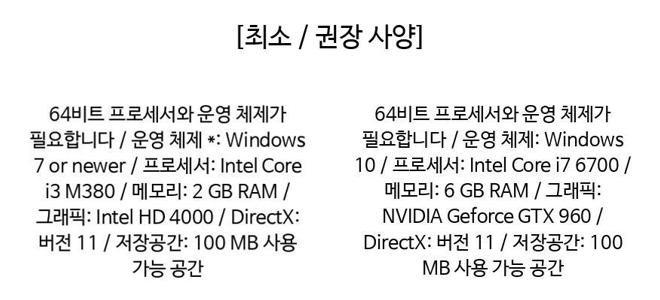 [최소 / 권장 사양]
64비트 프로세서와 운영 체제가
필요합니다 / 운영 체제 *: Windows
7 or newer / 프로세서: Intel Core
i3 M380 / 메모리: 2 GB RAM /
그래픽: Intel HD 4000 / DirectX:
버전 11 / 저장공간: 100 MB 사용
가능 공간
64비트 프로세서와 운영 체제가
필요합니다 / 운영 체제: Windows
10 / 프로세서: Intel Core i7 6700 /
메모리: 6 GB RAM / 그래픽:
NVIDIA Geforce GTX 960 /
DirectX: 버전 11 / 저장공간: 100
MB 사용 가능 공간